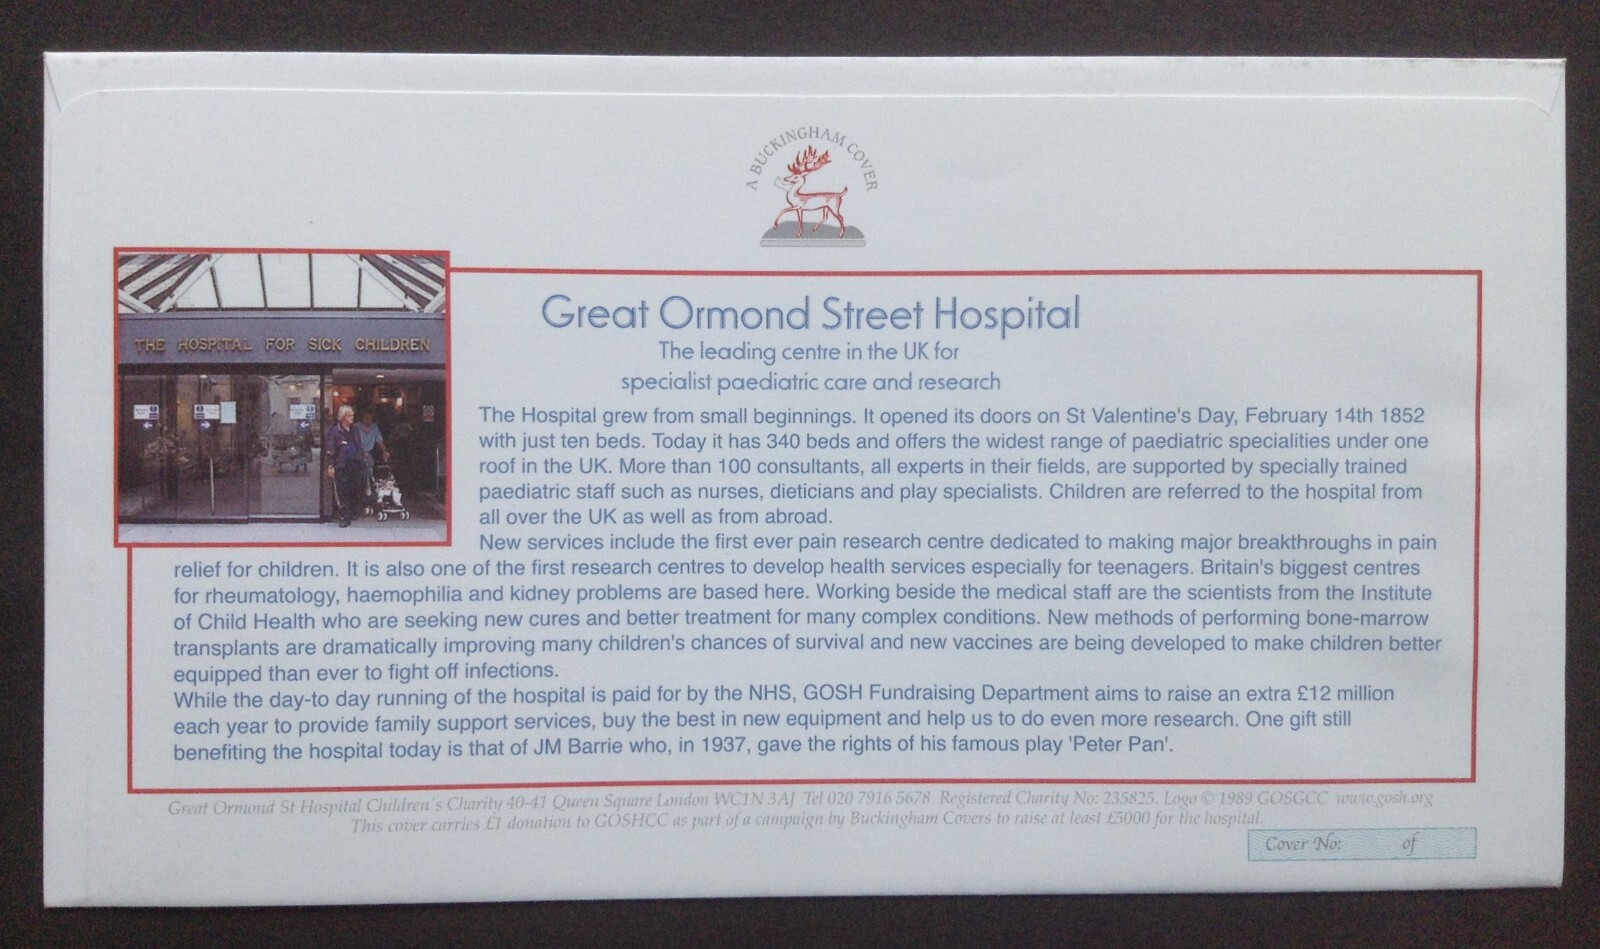 A BUCKINGHAM COVER
THE HOSPITAL FOR SICK CHILDREN
Great Ormond Street Hospital
The leading centre in the UK for
specialist paediatric care and research
The Hospital grew from small beginnings. It opened its doors on St Valentine's Day, February 14th 1852
with just ten beds. Today it has 340 beds and offers the widest range of paediatric specialities under one
roof in the UK. More than 100 consultants, all experts in their fields, are supported by specially trained
paediatric staff such as nurses, dieticians and play specialists. Children are referred to the hospital from
all over the UK as well as from abroad.
New services include the first ever pain research centre dedicated to making major breakthroughs in pain
relief for children. It is also one of the first research centres to develop health services especially for teenagers. Britain's biggest centres
for rheumatology, haemophilia and kidney problems are based here. Working beside the medical staff are the scientists from the Institute
of Child Health who are seeking new cures and better treatment for many complex conditions. New methods of performing bone-marrow
transplants are dramatically improving many children's chances of survival and new vaccines are being developed to make children better
equipped than ever to fight off infections.
While the day-to day running of the hospital is paid for by the NHS, GOSH Fundraising Department aims to raise an extra £12 million
each year to provide family support services, buy the best in new equipment and help us to do even more research. One gift still
benefiting the hospital today is that of JM Barrie who, in 1937, gave the rights of his famous play 'Peter Pan'.
Great Ormond St Hospital Children's Charity 40-41 Queen Square London WC1N 3AJ Tel 020 7916 5678 Registered Charity No: 235825. Logo © 1989 GOSGCC www.gosh.org
This cover carries £1 donation to GOSHCC as part of a campaign by Buckingham Covers to raise at least £5000 for the hospital.
Cover No: of